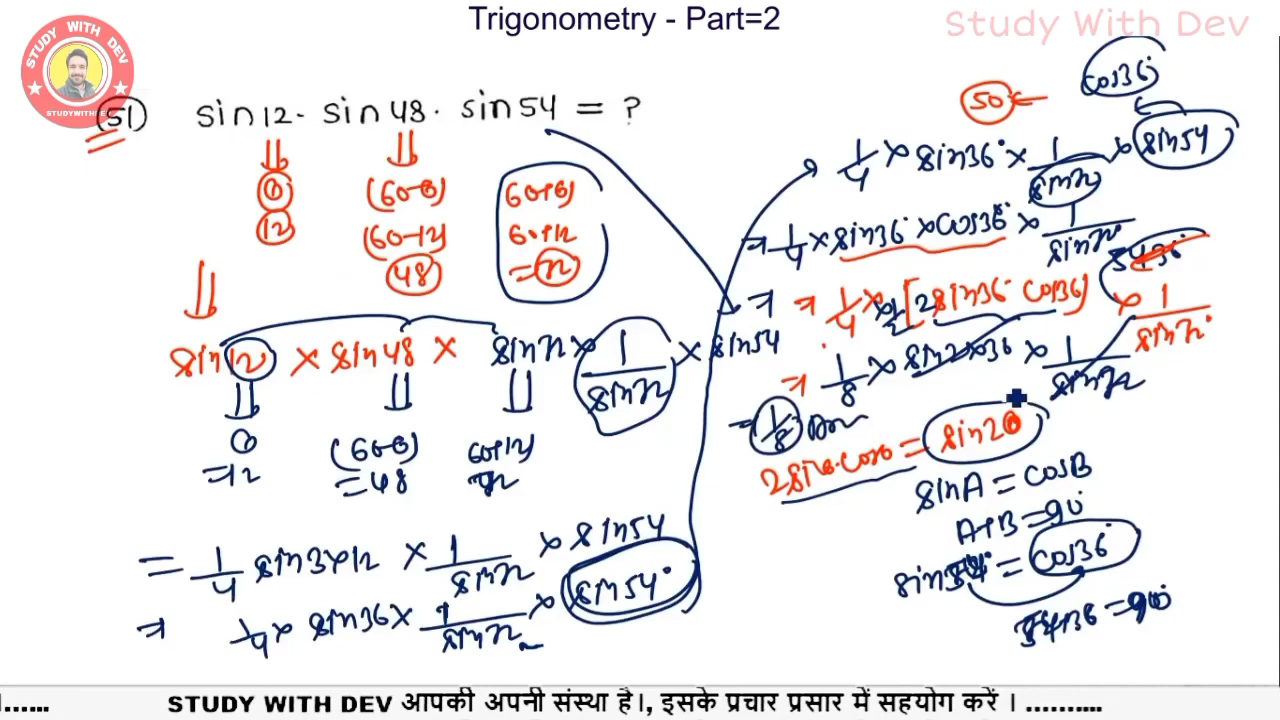 Trigonometry - Part=2
Study With Dev
STUDY WITH DEV
STUDYWITHDEV
51) sin12. sin48. sin54 = ?
θ (60-θ) 60+θ
12 (60-12) 60+12
48 = 72
sin12 × sin48 × sin72 × 1/sin72 × sin54
θ (60-θ) 60+12
=12 =48 72
= 1/4 sin3×12 × 1/sin72 × sin54
⇒ 1/4 × sin36 × 1/sin72 × sin54°
50 ←
cos36°
1/4 × sin36° × 1/sin72 × sin54
⇒ 1/4 × sin36° × cos36° × 1/sin72°
⇒ 1/4 × 1/2 [2sin36° cos36] × 1/sin72°
⇒ 1/8 × sin2×36 × 1/sin72
= 1/8 Ans
2sinθ.cosθ = sin2θ
sinA = cosB
A+B=90°
sin54° = cos36°
54+36=90°
STUDY WITH DEV आपकी अपनी संस्था है।, इसके प्रचार प्रसार में सहयोग करें । ..........